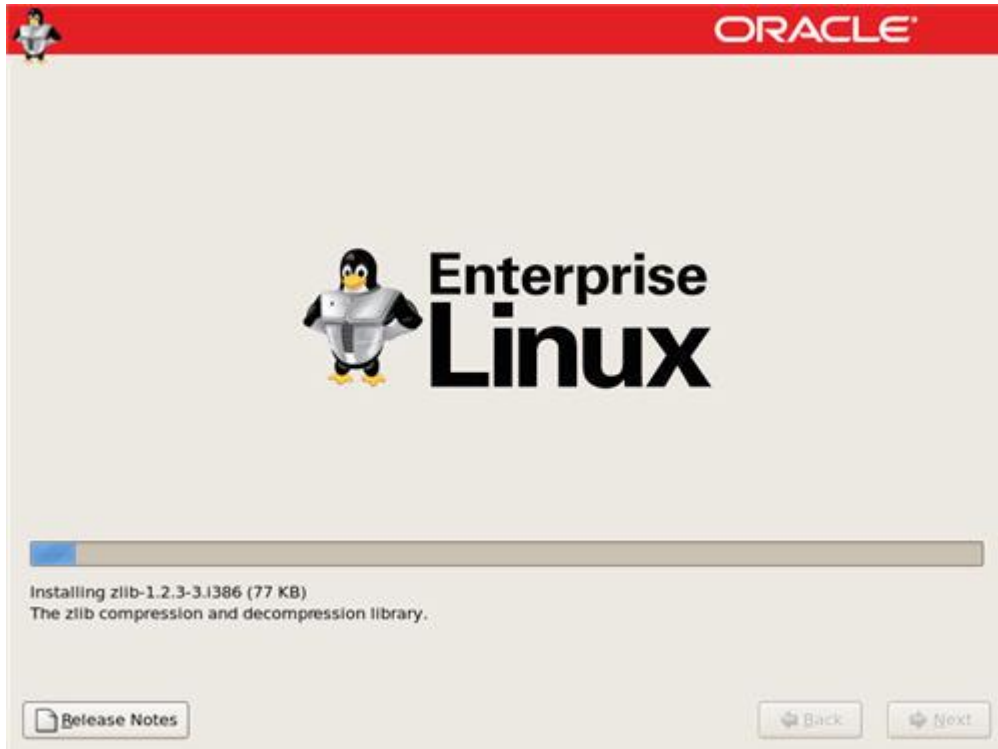 ORACLE
Enterprise
Linux
Installing zlib-1.2.3-3.i386 (77 KB)
The zlib compression and decompression library.
Release Notes
Back
Next